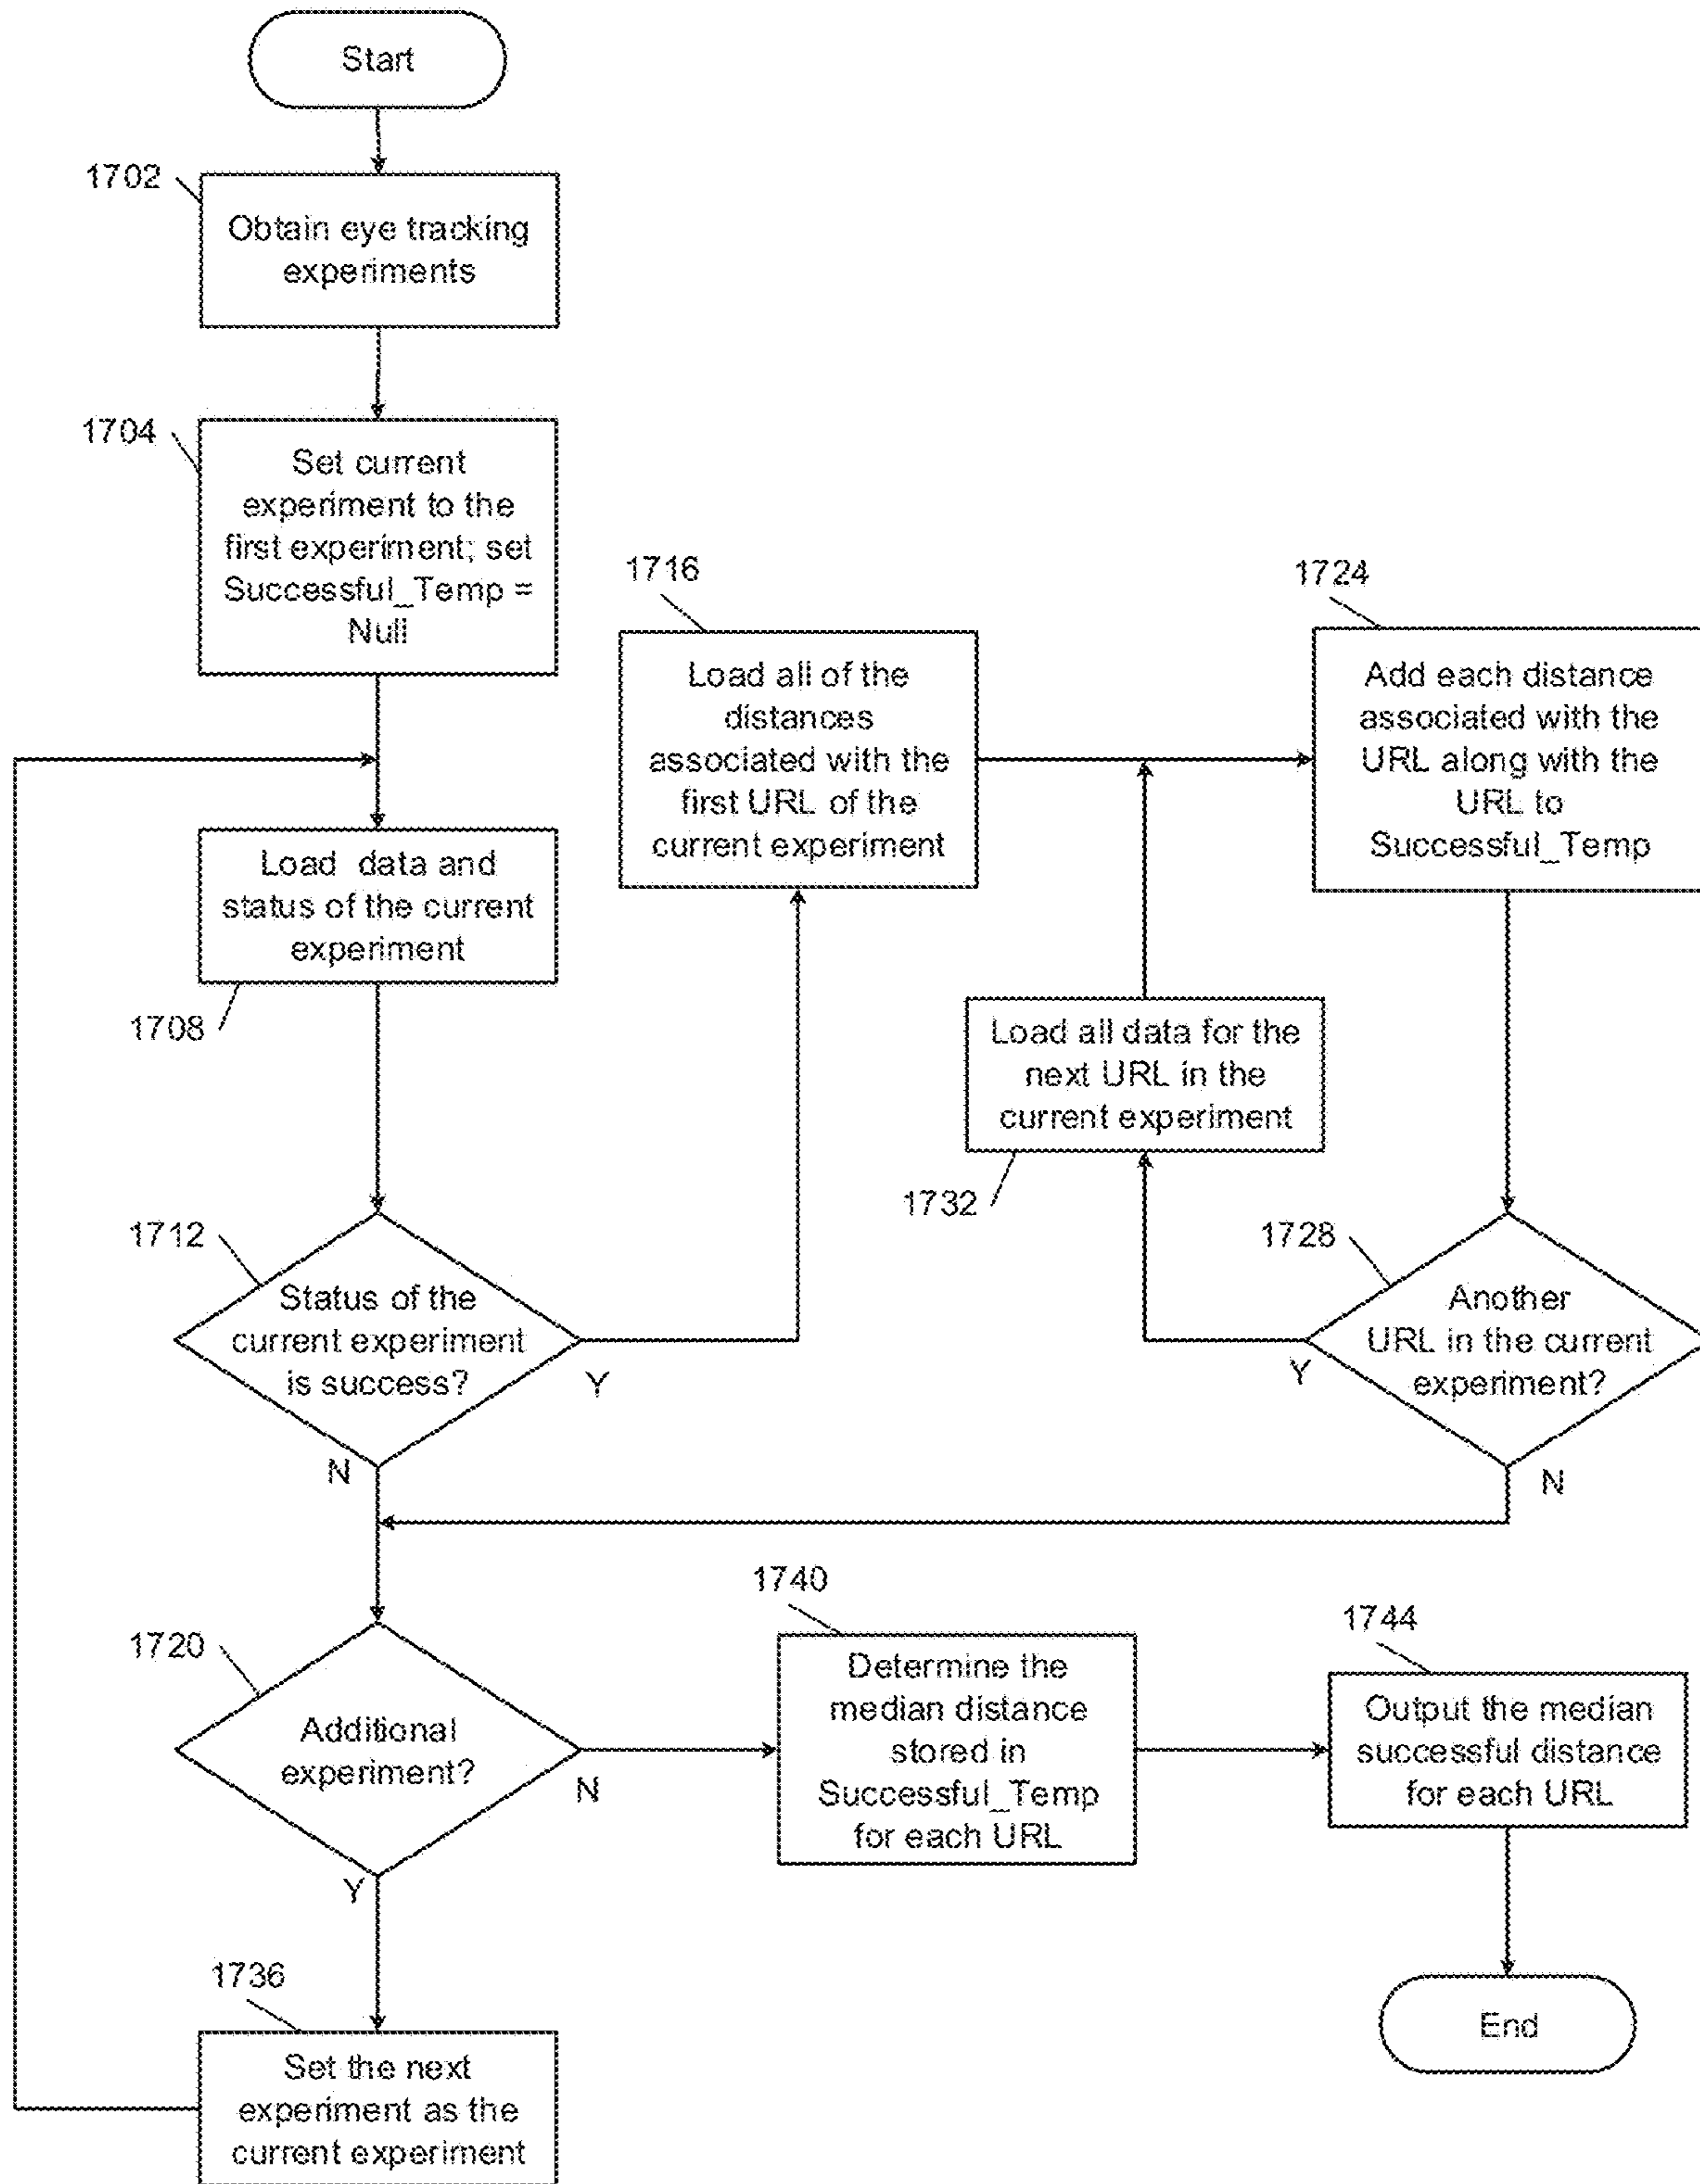 Start
1702
Obtain eye tracking
experiments
1704
Set current
experiment to the
first experiment; set
Successful_Temp =
Null
1716
Load all of the
distances
associated with the
first URL of the
current experiment
1724
Add each distance
associated with the
URL along with the
URL to
Successful_Temp
Load data and
status of the current
experiment
1708
Load all data for the
next URL in the
current experiment
1732
1712
Status of the
current experiment
is success?
Y
N
1728
Another
URL in the current
experiment?
Y
N
1720
Additional
experiment?
N
Y
1740
Determine the
median distance
stored in
Successful_Temp
for each URL
1744
Output the median
successful distance
for each URL
1736
Set the next
experiment as the
current experiment
End